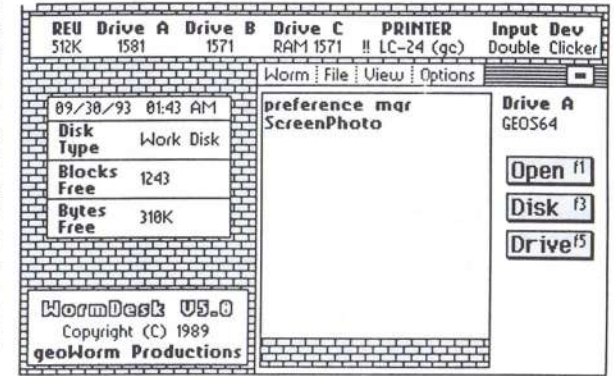 REU Drive A Drive B Drive C PRINTER Input Dev
512K 1581 1571 RAM 1571 !! LC-24 (gc) Double Clicker
Worm File View Options
09/30/93 01:43 AM
Disk Type Work Disk
Blocks Free 1243
Bytes Free 310K
WormDesk V5.0
Copyright (C) 1989
geoWorm Productions
preference mgr
ScreenPhoto
Drive A
GEOS64
Open f1
Disk f3
Drive f5